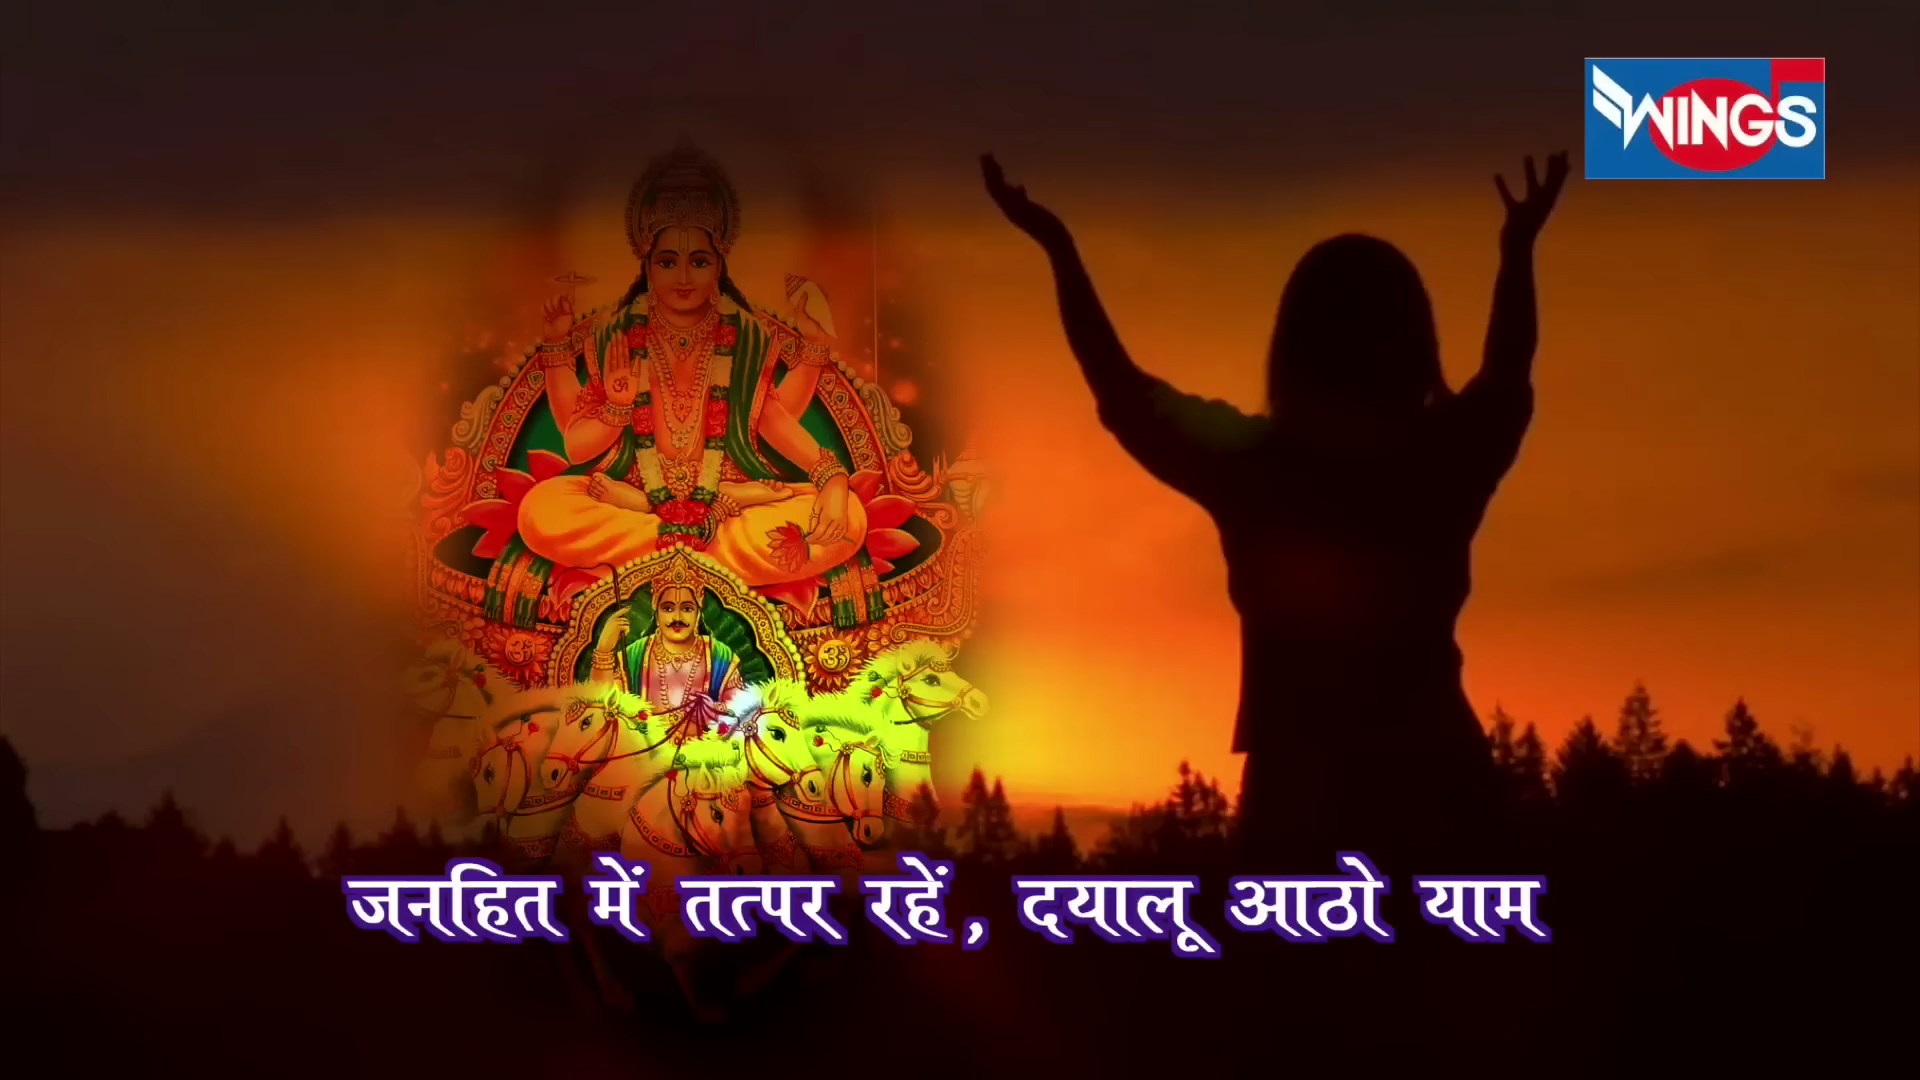 WINGS
ॐ
ॐ
ॐ
जनहित में तत्पर रहें, दयालू आठो याम